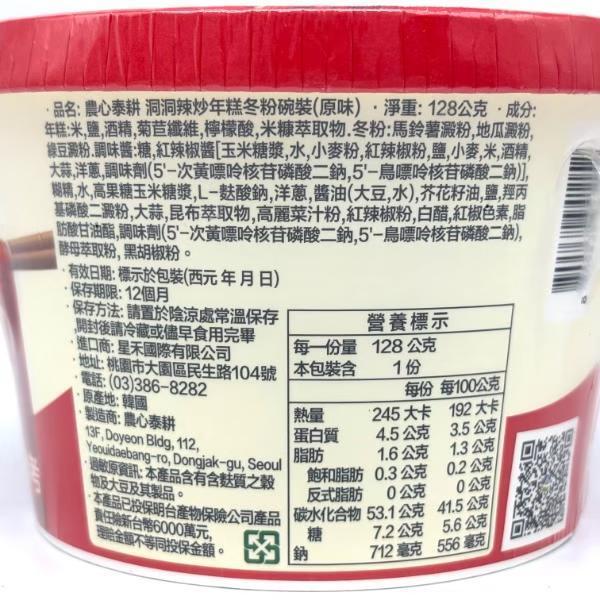 ·品名: 農心泰耕 洞洞辣炒年糕冬粉碗裝(原味) ·淨重: 128公克 ·成分:
年糕:米,鹽,酒精,菊苣纖維,檸檬酸,米糠萃取物.冬粉:馬鈴薯澱粉,地瓜澱粉,
綠豆澱粉.調味醬:糖,紅辣椒醬[玉米糖漿,水,小麥粉,紅辣椒粉,鹽,小麥,米,酒精,
大蒜,洋蔥,調味劑(5'-次黃嘌呤核苷磷酸二鈉,5'-鳥嘌呤核苷磷酸二鈉)],
糊精,水,高果糖玉米糖漿,L-麩酸鈉,洋蔥,醬油(大豆,水),芥花籽油,鹽,羥丙
基磷酸二澱粉,大蒜,昆布萃取物,高麗菜汁粉,紅辣椒粉,白醋,紅椒色素,脂
肪酸甘油酯,調味劑(5'-次黃嘌呤核苷磷酸二鈉,5'-鳥嘌呤核苷磷酸二鈉),
酵母萃取粉,黑胡椒粉。
·有效日期: 標示於包裝(西元 年 月 日)
·保存期限: 12個月
·保存方法: 請置於陰涼處常溫保存
,開封後請冷藏或儘早食用完畢
·進口商: 星禾國際有限公司
·地址: 桃園市大園區民生路104號
·電話: (03)386-8282
·原產地: 韓國
·製造商: 農心泰耕
13F, Doyeon Bldg, 112,
Yeouidaebang-ro, Dongjak-gu, Seoul
·過敏原資訊: 本產品含有含麩質之穀
物及大豆及其製品。
·本產品已投保明台產物保險公司產品
責任險新台幣6000萬元,
理賠金額不等同投保金額。
營養標示
每一份量 128 公克
本包裝含 1 份
每份 每100公克
熱量 245 大卡 192 大卡
蛋白質 4.5 公克 3.5 公克
脂肪 1.6 公克 1.3 公克
飽和脂肪 0.3 公克 0.2 公克
反式脂肪 0 公克 0 公克
碳水化合物 53.1 公克 41.5 公克
糖 7.2 公克 5.6 公克
鈉 712 毫克 556 毫克